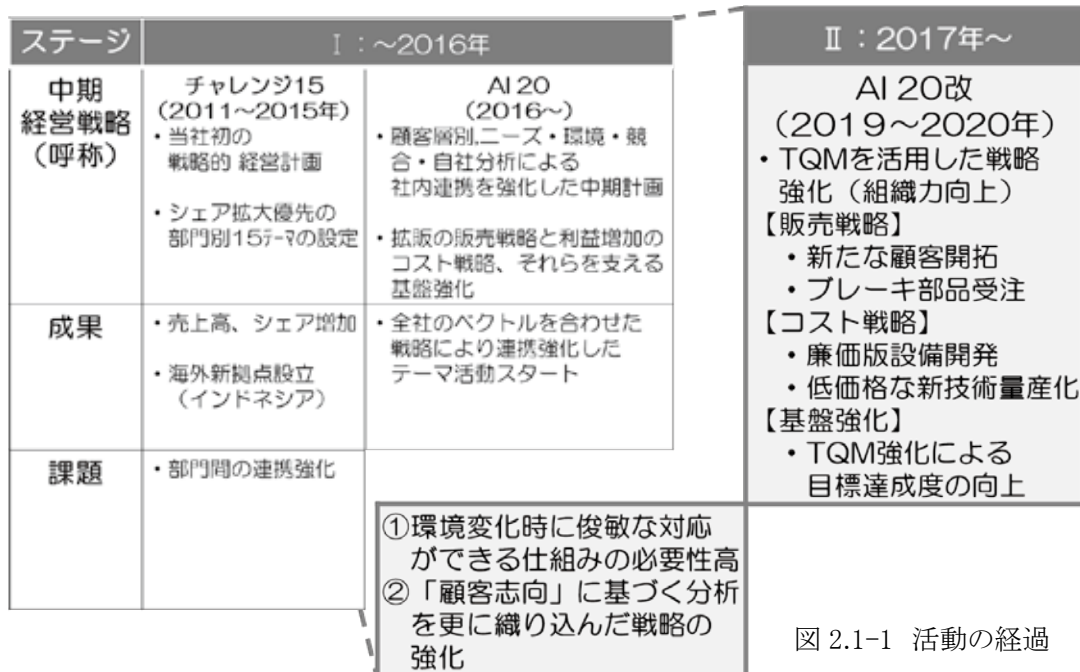 ステージ
Ⅰ：～2016年
Ⅱ：2017年～
中期
経営戦略
（呼称）
チャレンジ15
（2011～2015年）
・当社初の
戦略的 経営計画
・シェア拡大優先の
部門別15テーマの設定
AI 20
（2016～）
・顧客層別,ニーズ・環境・競
合・自社分析による
社内連携を強化した中期計画
・拡販の販売戦略と利益増加の
コスト戦略、それらを支える
基盤強化
AI 20改
（2019～2020年）
・TQMを活用した戦略
強化（組織力向上）
【販売戦略】
・新たな顧客開拓
・ブレーキ部品受注
【コスト戦略】
・廉価版設備開発
・低価格な新技術量産化
【基盤強化】
・TQM強化による
目標達成度の向上
成果
・売上高、シェア増加
・海外新拠点設立
（インドネシア）
・全社のベクトルを合わせた
戦略により連携強化した
テーマ活動スタート
課題
・部門間の連携強化
①環境変化時に俊敏な対応
ができる仕組みの必要性高
②「顧客志向」に基づく分析
を更に織り込んだ戦略の
強化
図 2.1-1 活動の経過